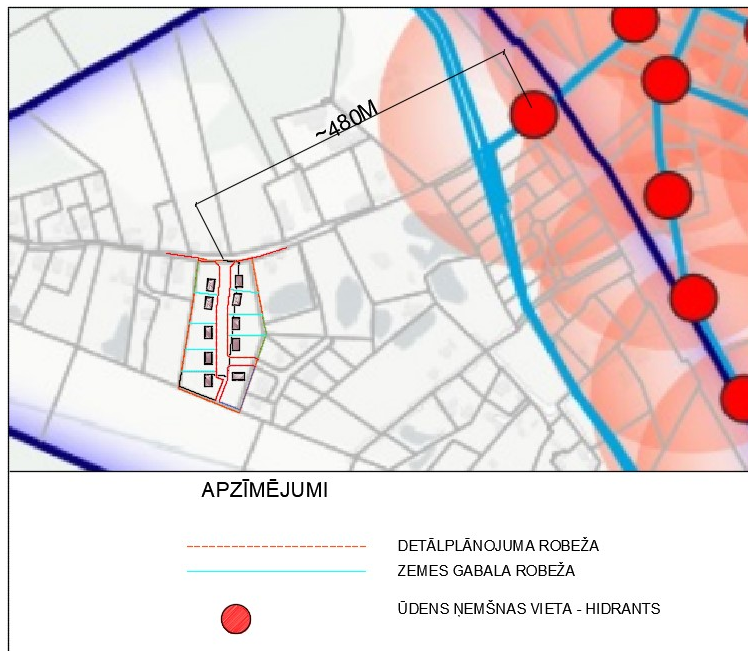 ~480M
APZĪMĒJUMI
DETĀLPLĀNOJUMA ROBEŽA
ZEMES GABALA ROBEŽA
ŪDENS ŅEMŠNAS VIETA - HIDRANTS